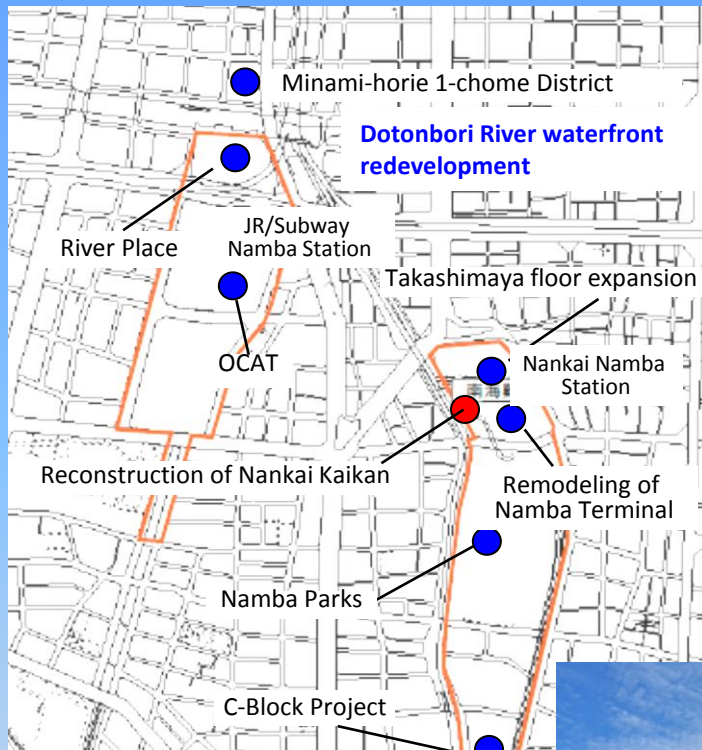 Minami-horie 1-chome District
Dotonbori River waterfront
redevelopment
River Place
JR/Subway
Namba Station
Takashimaya floor expansion
OCAT
Nankai Namba
Station
Reconstruction of Nankai Kaikan
Remodeling of
Namba Terminal
Namba Parks
C-Block Project